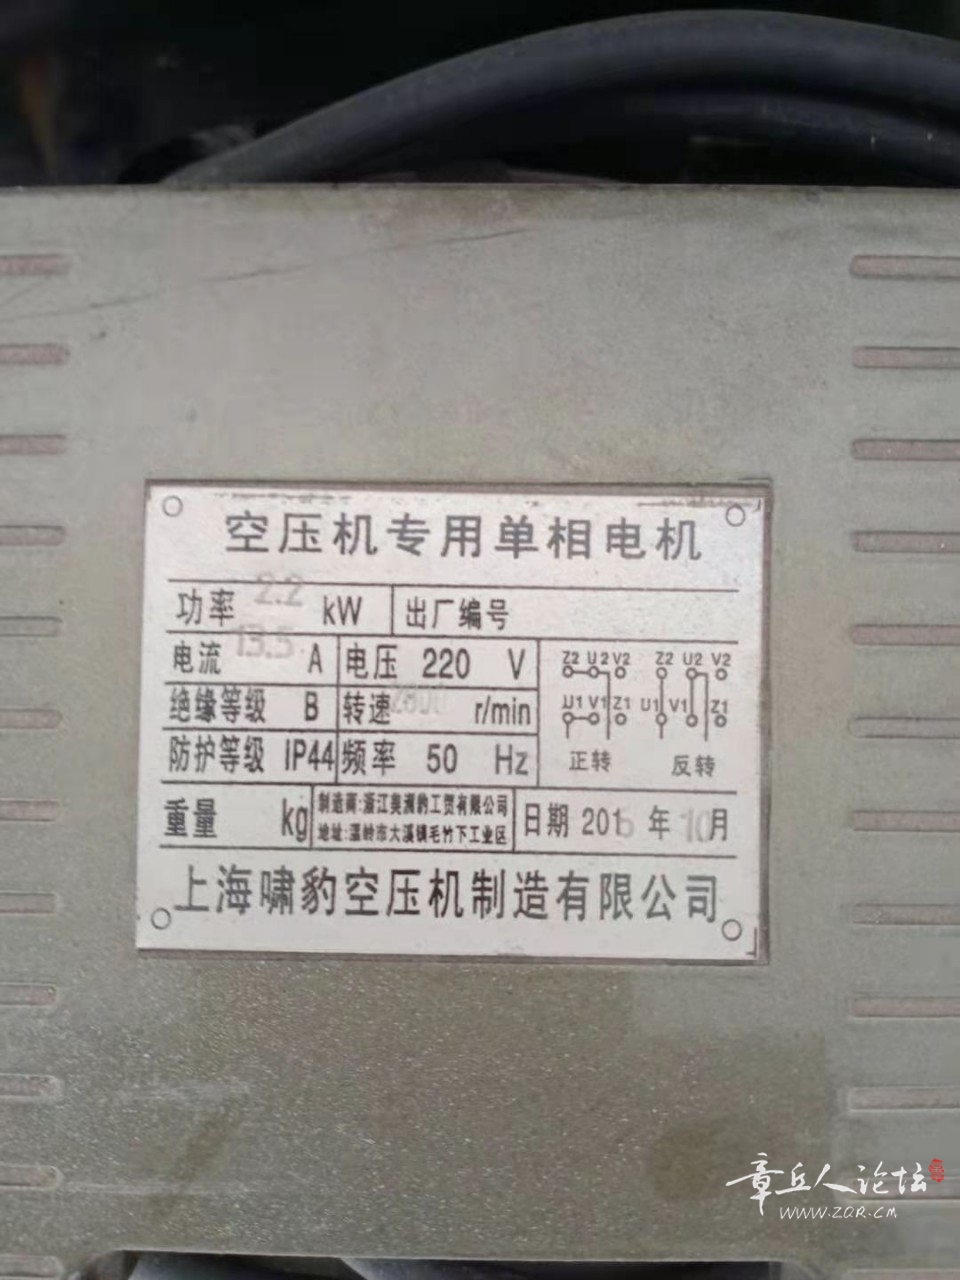 空压机专用单相电机
功率 2.2 kW 出厂编号
电流 13.5 A 电压 220 V
绝缘等级 B 转速 2800 r/min
防护等级 IP44 频率 50 Hz
Z2 U2 V2 Z2 U2 V2
U1 V1 Z1 U1 V1 Z1
正转 反转
重量 kg
制造商:浙江美洲豹工贸有限公司
地址:温岭市大溪镇毛竹下工业区
日期 2016 年 10 月
上海啸豹空压机制造有限公司
章丘人论坛
www.ZQR.CM